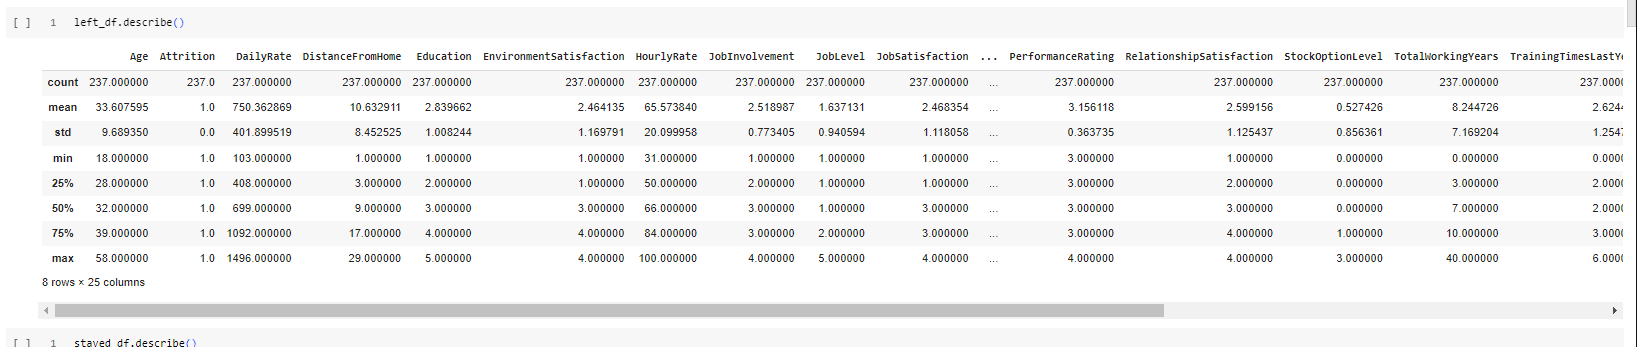 [ ] 1 left_df.describe()
Age Attrition DailyRate DistanceFromHome Education EnvironmentSatisfaction HourlyRate JobInvolvement JobLevel JobSatisfaction ... PerformanceRating RelationshipSatisfaction StockOptionLevel TotalWorkingYears TrainingTimesLastYe
count 237.000000 237.0 237.000000 237.000000 237.000000 237.000000 237.000000 237.000000 237.000000 237.000000 ... 237.000000 237.000000 237.000000 237.000000 237.0000
mean 33.607595 1.0 750.362869 10.632911 2.839662 2.464135 65.573840 2.518987 1.637131 2.468354 ... 3.156118 2.599156 0.527426 8.244726 2.6244
std 9.689350 0.0 401.899519 8.452525 1.008244 1.169791 20.099958 0.773405 0.940594 1.118058 ... 0.363735 1.125437 0.856361 7.169204 1.2547
min 18.000000 1.0 103.000000 1.000000 1.000000 1.000000 31.000000 1.000000 1.000000 1.000000 ... 3.000000 1.000000 0.000000 0.000000 0.0000
25% 28.000000 1.0 408.000000 3.000000 2.000000 1.000000 50.000000 2.000000 1.000000 1.000000 ... 3.000000 2.000000 0.000000 3.000000 2.0000
50% 32.000000 1.0 699.000000 9.000000 3.000000 3.000000 66.000000 3.000000 1.000000 3.000000 ... 3.000000 3.000000 0.000000 7.000000 2.0000
75% 39.000000 1.0 1092.000000 17.000000 4.000000 4.000000 84.000000 3.000000 2.000000 3.000000 ... 3.000000 4.000000 1.000000 10.000000 3.0000
max 58.000000 1.0 1496.000000 29.000000 5.000000 4.000000 100.000000 4.000000 5.000000 4.000000 ... 4.000000 4.000000 3.000000 40.000000 6.0000
8 rows × 25 columns
[ ] 1 stayed_df.describe()